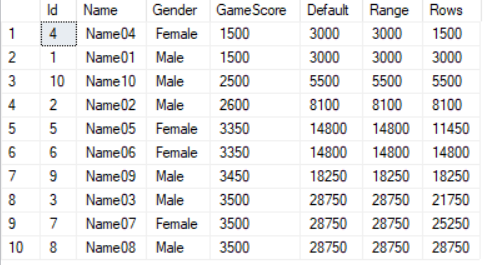 Id Name Gender GameScore Default Range Rows
1 4 Name04 Female 1500 3000 3000 1500
2 1 Name01 Male 1500 3000 3000 3000
3 10 Name10 Male 2500 5500 5500 5500
4 2 Name02 Male 2600 8100 8100 8100
5 5 Name05 Female 3350 14800 14800 11450
6 6 Name06 Female 3350 14800 14800 14800
7 9 Name09 Male 3450 18250 18250 18250
8 3 Name03 Male 3500 28750 28750 21750
9 7 Name07 Female 3500 28750 28750 25250
10 8 Name08 Male 3500 28750 28750 28750